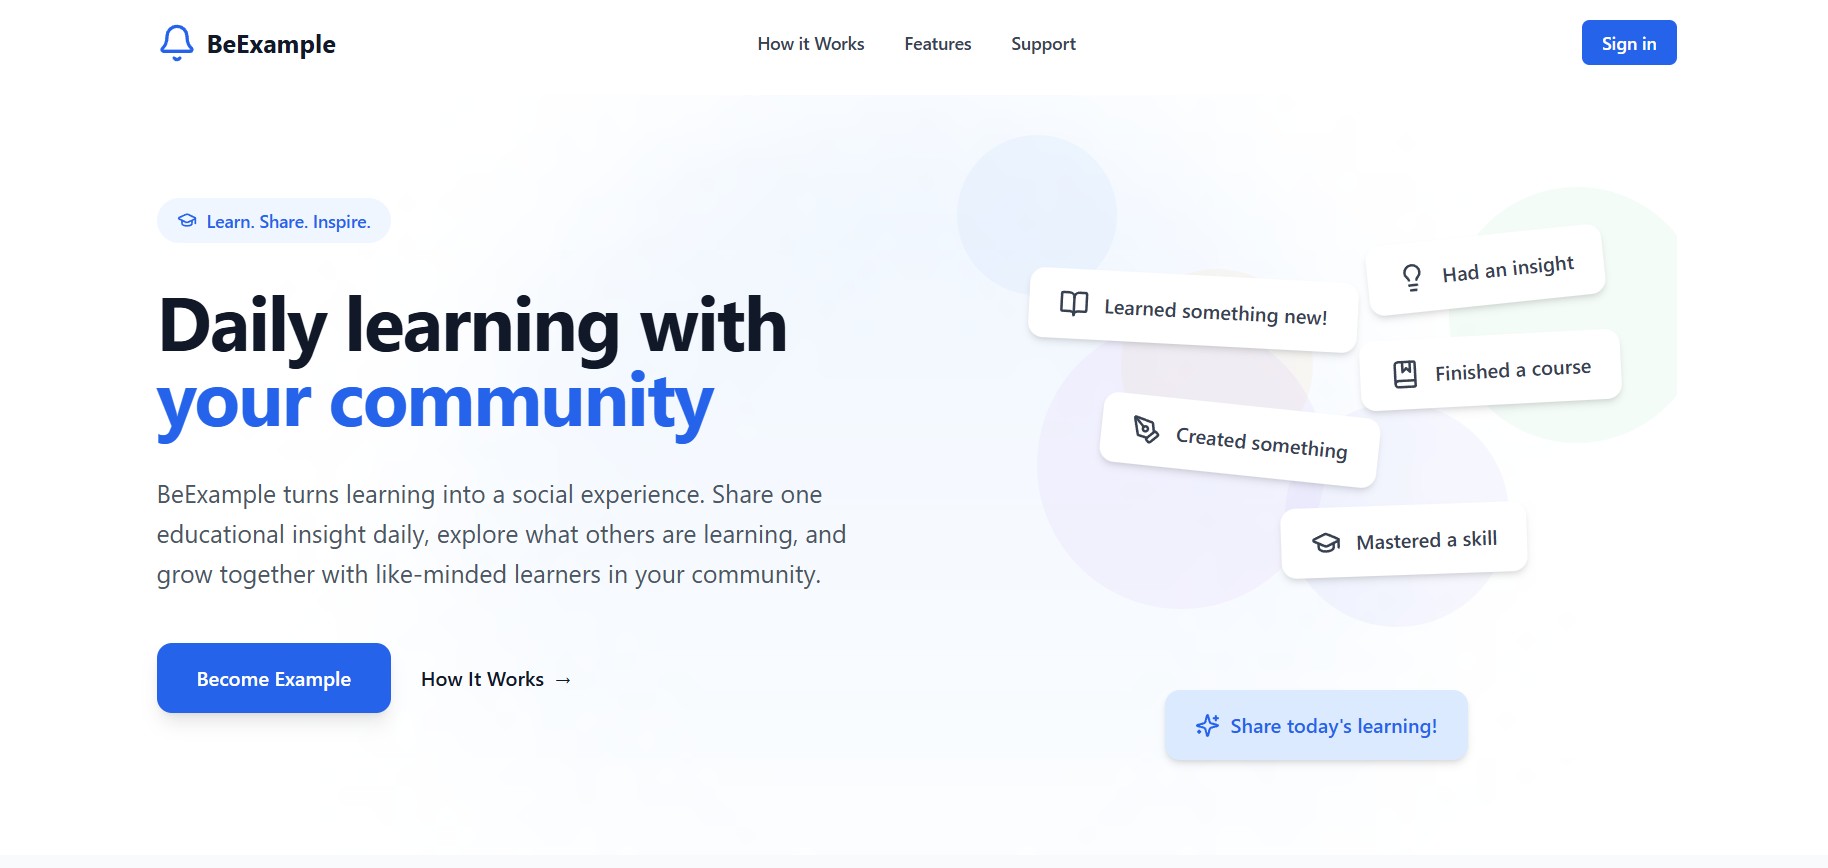 BeExample
How it Works
Features
Support
Sign in
Learn. Share. Inspire.
Daily learning with
your community
BeExample turns learning into a social experience. Share one
educational insight daily, explore what others are learning, and
grow together with like-minded learners in your community.
Become Example
How It Works →
Learned something new!
Had an insight
Finished a course
Created something
Mastered a skill
Share today's learning!